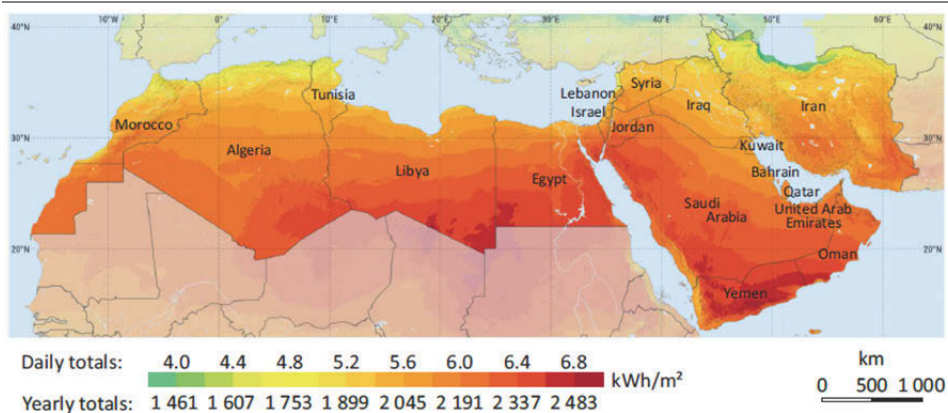 40°N 10°W 0° 10°E 20°E 30°E 40°E 50°E 60°E 40°N
Tunisia
Lebanon
Syria
Israel
Iraq
Iran
Morocco
Jordan
30°N
30°N
Algeria
Kuwait
Libya
Egypt
Bahrain
Qatar
Saudi
Arabia
United Arab
Emirates
20°N
20°N
Oman
Yemen
Daily totals: 4.0 4.4 4.8 5.2 5.6 6.0 6.4 6.8
kWh/m²
Yearly totals: 1 461 1 607 1 753 1 899 2 045 2 191 2 337 2 483
km
0 500 1 000